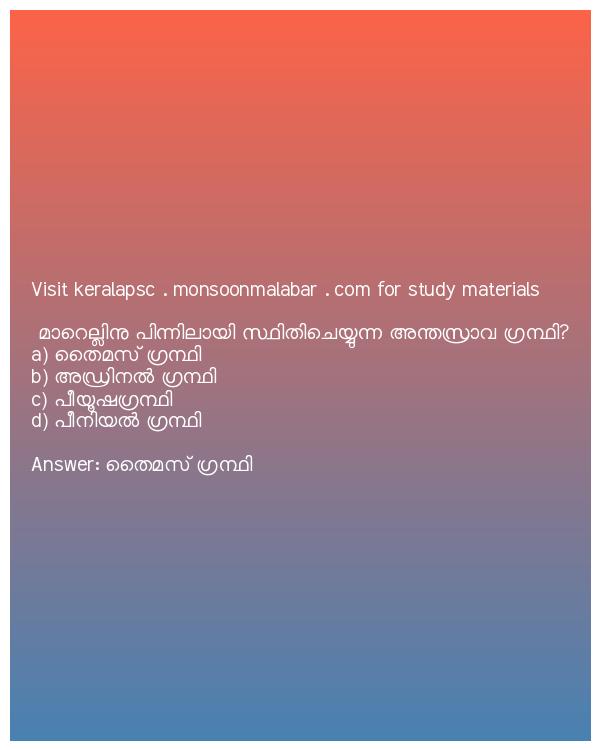 Visit keralapsc . monsoonmalabar . com for study materials
മാറെല്ലിനു പിന്നിലായി സ്ഥിതിചെയ്യുന്ന അന്തസ്രാവ ഗ്രന്ഥി?
a) തൈമസ് ഗ്രന്ഥി
b) അഡ്രിനൽ ഗ്രന്ഥി
c) പീയൂഷഗ്രന്ഥി
d) പീനിയൽ ഗ്രന്ഥി
Answer: തൈമസ് ഗ്രന്ഥി